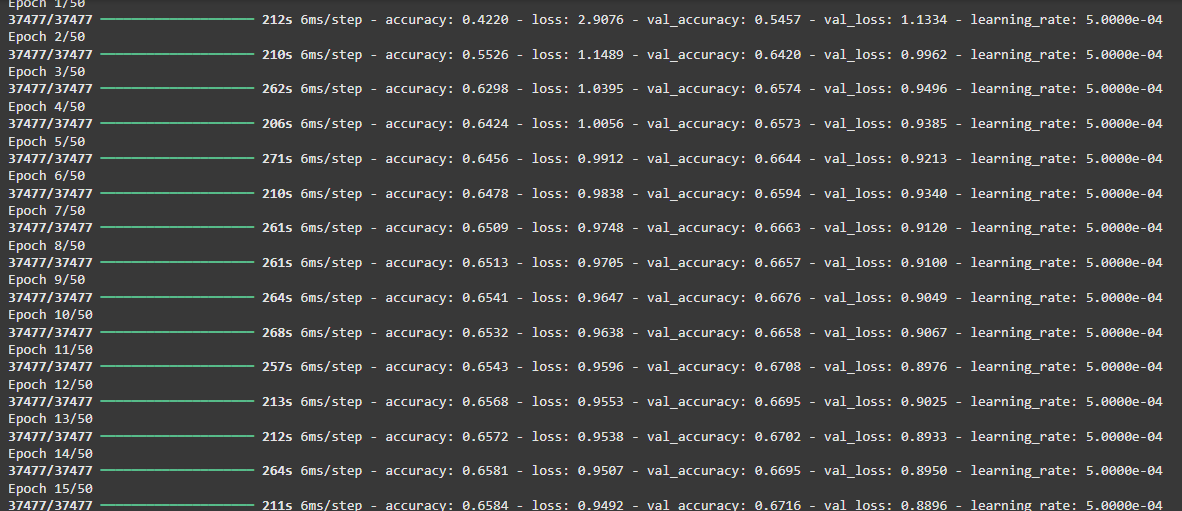 Epoch 1/50
37477/37477 ━━━━━━━━━━━━━━━━━━━━ 212s 6ms/step - accuracy: 0.4220 - loss: 2.9076 - val_accuracy: 0.5457 - val_loss: 1.1334 - learning_rate: 5.0000e-04
Epoch 2/50
37477/37477 ━━━━━━━━━━━━━━━━━━━━ 210s 6ms/step - accuracy: 0.5526 - loss: 1.1489 - val_accuracy: 0.6420 - val_loss: 0.9962 - learning_rate: 5.0000e-04
Epoch 3/50
37477/37477 ━━━━━━━━━━━━━━━━━━━━ 262s 6ms/step - accuracy: 0.6298 - loss: 1.0395 - val_accuracy: 0.6574 - val_loss: 0.9496 - learning_rate: 5.0000e-04
Epoch 4/50
37477/37477 ━━━━━━━━━━━━━━━━━━━━ 206s 6ms/step - accuracy: 0.6424 - loss: 1.0056 - val_accuracy: 0.6573 - val_loss: 0.9385 - learning_rate: 5.0000e-04
Epoch 5/50
37477/37477 ━━━━━━━━━━━━━━━━━━━━ 271s 6ms/step - accuracy: 0.6456 - loss: 0.9912 - val_accuracy: 0.6644 - val_loss: 0.9213 - learning_rate: 5.0000e-04
Epoch 6/50
37477/37477 ━━━━━━━━━━━━━━━━━━━━ 210s 6ms/step - accuracy: 0.6478 - loss: 0.9838 - val_accuracy: 0.6594 - val_loss: 0.9340 - learning_rate: 5.0000e-04
Epoch 7/50
37477/37477 ━━━━━━━━━━━━━━━━━━━━ 261s 6ms/step - accuracy: 0.6509 - loss: 0.9748 - val_accuracy: 0.6663 - val_loss: 0.9120 - learning_rate: 5.0000e-04
Epoch 8/50
37477/37477 ━━━━━━━━━━━━━━━━━━━━ 261s 6ms/step - accuracy: 0.6513 - loss: 0.9705 - val_accuracy: 0.6657 - val_loss: 0.9100 - learning_rate: 5.0000e-04
Epoch 9/50
37477/37477 ━━━━━━━━━━━━━━━━━━━━ 264s 6ms/step - accuracy: 0.6541 - loss: 0.9647 - val_accuracy: 0.6676 - val_loss: 0.9049 - learning_rate: 5.0000e-04
Epoch 10/50
37477/37477 ━━━━━━━━━━━━━━━━━━━━ 268s 6ms/step - accuracy: 0.6532 - loss: 0.9638 - val_accuracy: 0.6658 - val_loss: 0.9067 - learning_rate: 5.0000e-04
Epoch 11/50
37477/37477 ━━━━━━━━━━━━━━━━━━━━ 257s 6ms/step - accuracy: 0.6543 - loss: 0.9596 - val_accuracy: 0.6708 - val_loss: 0.8976 - learning_rate: 5.0000e-04
Epoch 12/50
37477/37477 ━━━━━━━━━━━━━━━━━━━━ 213s 6ms/step - accuracy: 0.6568 - loss: 0.9553 - val_accuracy: 0.6695 - val_loss: 0.9025 - learning_rate: 5.0000e-04
Epoch 13/50
37477/37477 ━━━━━━━━━━━━━━━━━━━━ 212s 6ms/step - accuracy: 0.6572 - loss: 0.9538 - val_accuracy: 0.6702 - val_loss: 0.8933 - learning_rate: 5.0000e-04
Epoch 14/50
37477/37477 ━━━━━━━━━━━━━━━━━━━━ 264s 6ms/step - accuracy: 0.6581 - loss: 0.9507 - val_accuracy: 0.6695 - val_loss: 0.8950 - learning_rate: 5.0000e-04
Epoch 15/50
37477/37477 ━━━━━━━━━━━━━━━━━━━━ 211s 6ms/step - accuracy: 0.6584 - loss: 0.9492 - val_accuracy: 0.6716 - val_loss: 0.8896 - learning_rate: 5.0000e-04